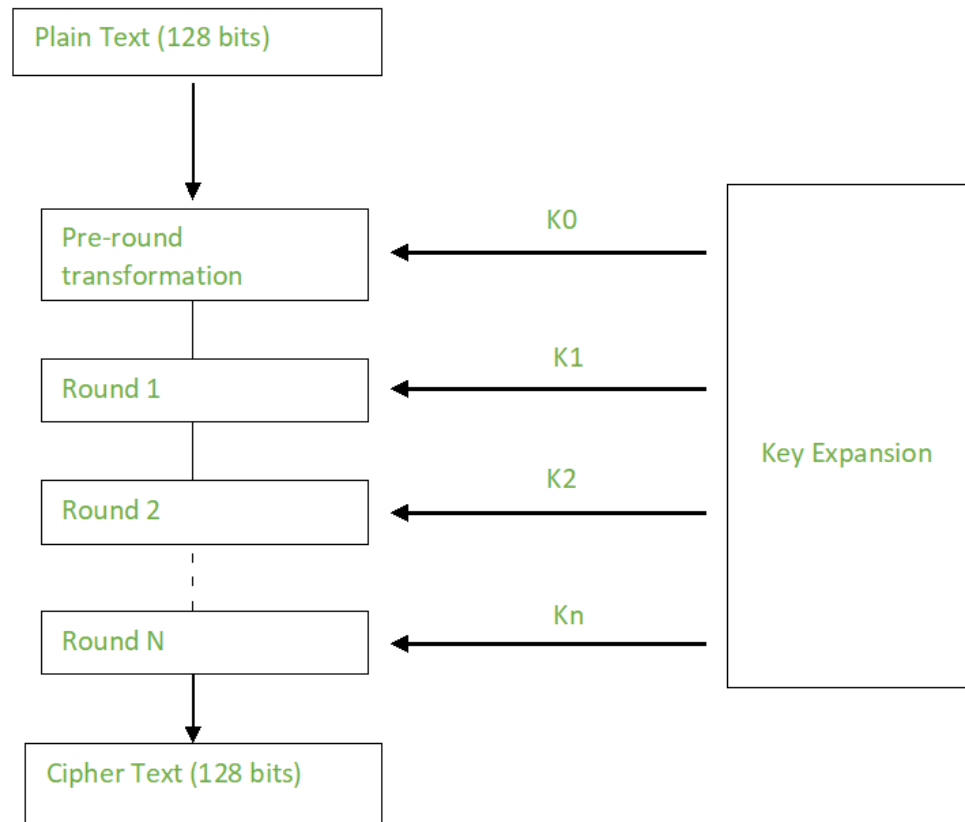 Plain Text (128 bits)
Pre-round
transformation
K0
Round 1
K1
Key Expansion
Round 2
K2
Round N
Kn
Cipher Text (128 bits)